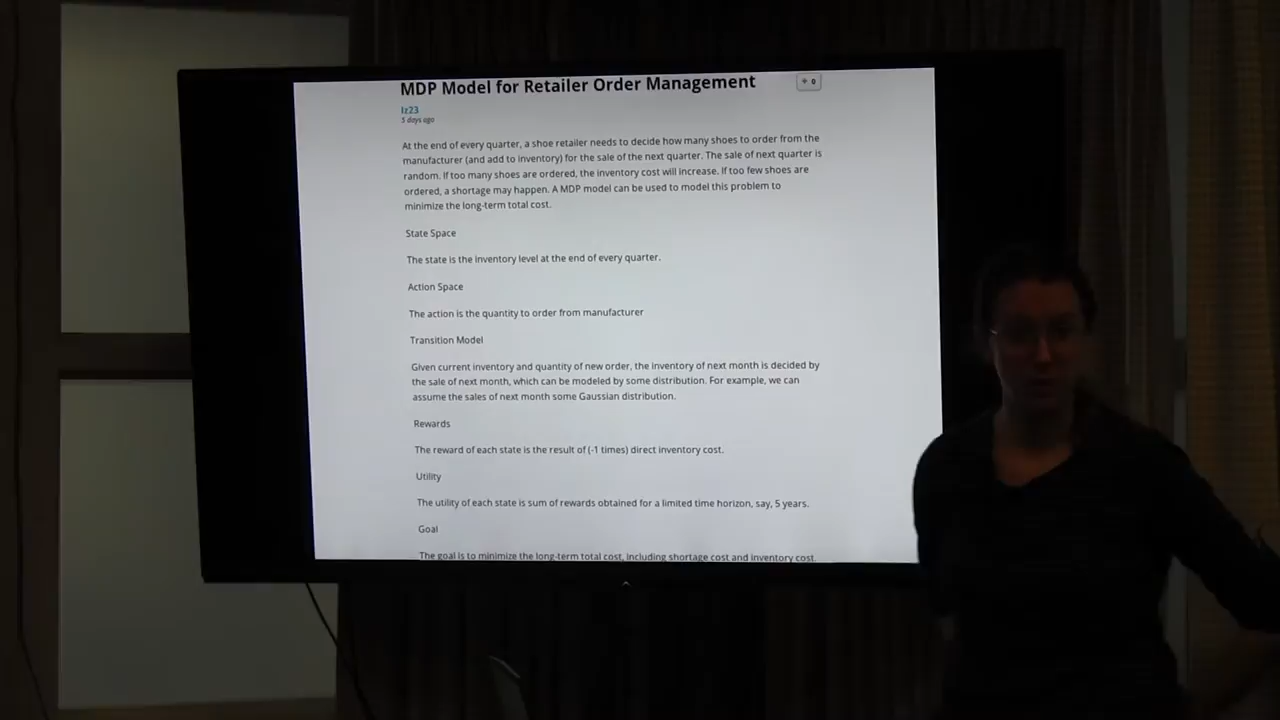 MDP Model for Retailer Order Management
+ 0
lz23
5 days ago
At the end of every quarter, a shoe retailer needs to decide how many shoes to order from the
manufacturer (and add to inventory) for the sale of the next quarter. The sale of next quarter is
random. If too many shoes are ordered, the inventory cost will increase. If too few shoes are
ordered, a shortage may happen. A MDP model can be used to model this problem to
minimize the long-term total cost.
State Space
The state is the inventory level at the end of every quarter.
Action Space
The action is the quantity to order from manufacturer
Transition Model
Given current inventory and quantity of new order, the inventory of next month is decided by
the sale of next month, which can be modeled by some distribution. For example, we can
assume the sales of next month some Gaussian distribution.
Rewards
The reward of each state is the result of (-1 times) direct inventory cost.
Utility
The utility of each state is sum of rewards obtained for a limited time horizon, say, 5 years.
Goal
The goal is to minimize the long-term total cost, including shortage cost and inventory cost.